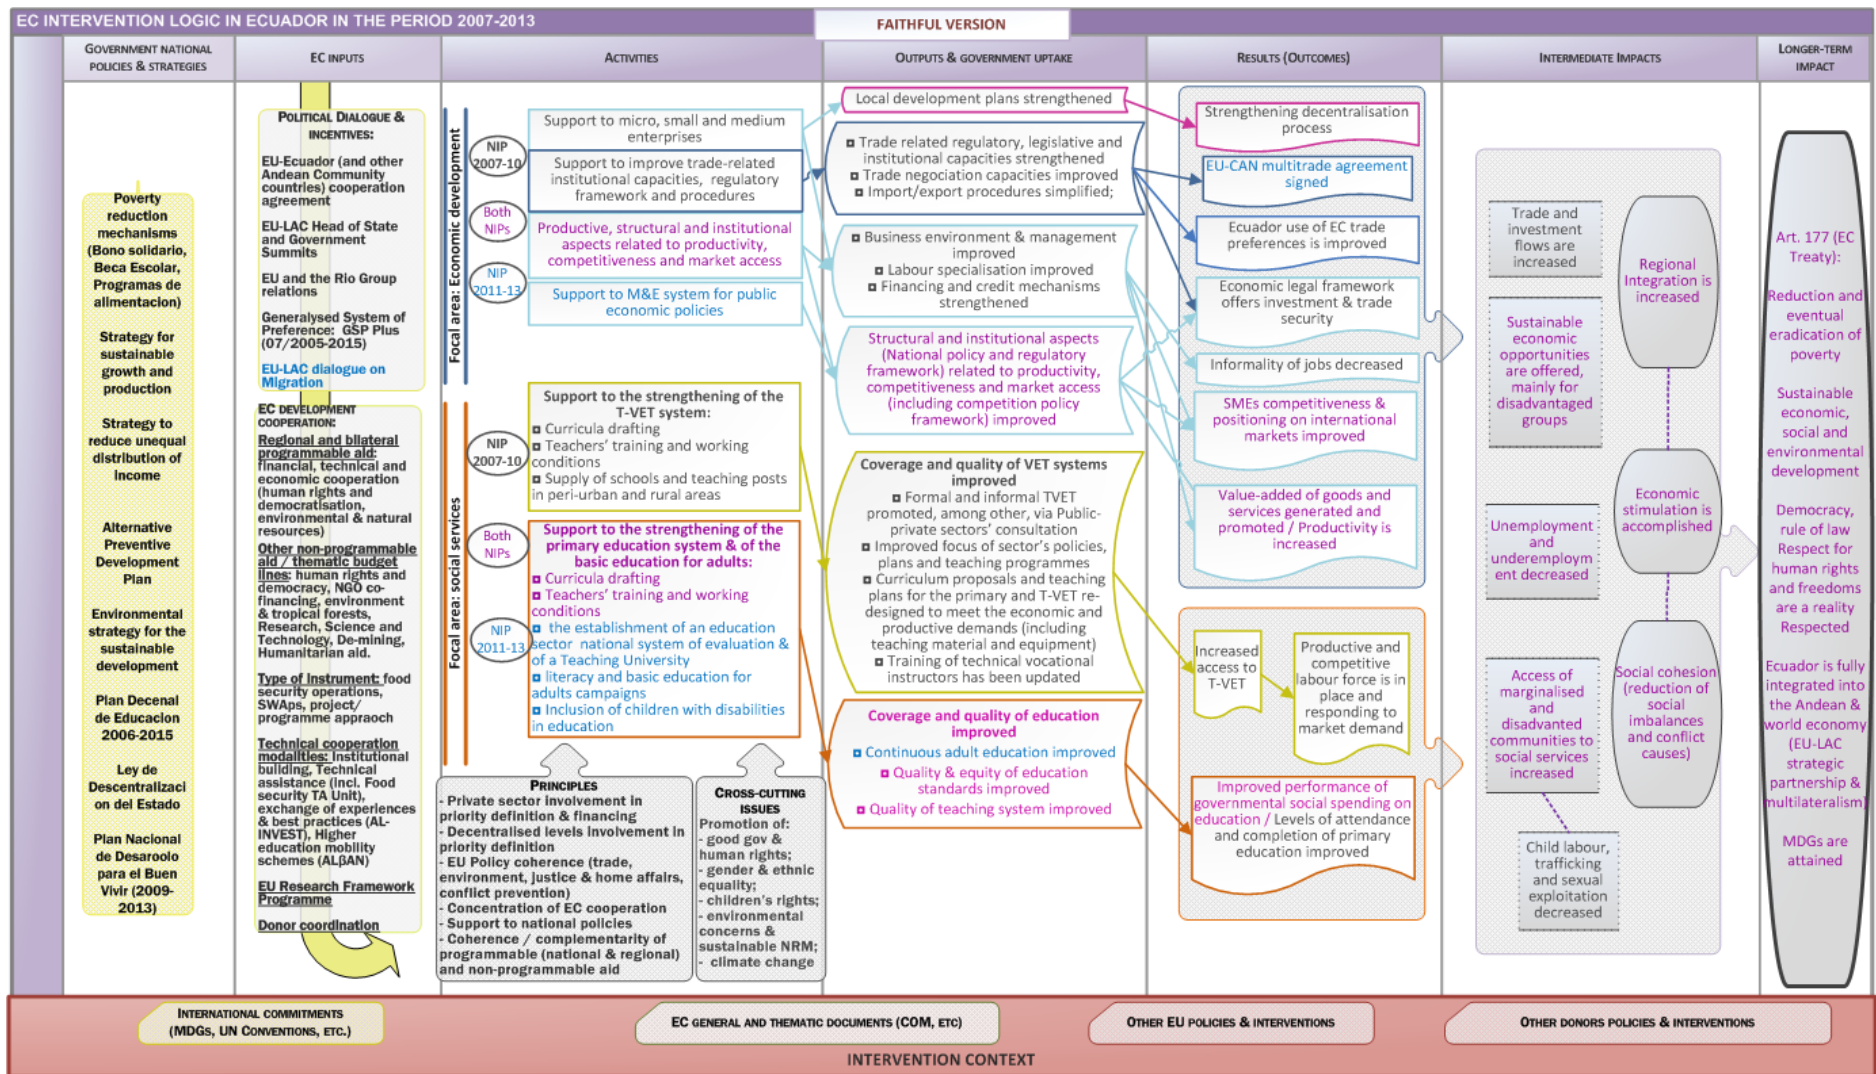 EC INTERVENTION LOGIC IN ECUADOR IN THE PERIOD 2007-2013
FAITHFUL VERSION
GOVERNMENT NATIONAL
POLICIES & STRATEGIES
EC INPUTS
ACTIVITIES
OUTPUTS & GOVERNMENT UPTAKE
RESULTS (OUTCOMES)
INTERMEDIATE IMPACTS
LONGER-TERM
IMPACT
Poverty
reduction
mechanisms
(Bono solidario,
Beca Escolar,
Programas de
alimentacion)
Strategy for
sustainable
growth and
production
Strategy to
reduce unequal
distribution of
income
Alternative
Preventive
Development
Plan
Environmental
strategy for the
sustainable
development
Plan Decenal
de Educacion
2006-2015
Ley de
Descentralizaci
on del Estado
Plan Nacional
de Desaroolo
para el Buen
Vivir (2009-
2013)
POLITICAL DIALOGUE &
INCENTIVES:
EU-Ecuador (and other
Andean Community
countries) cooperation
agreement
EU-LAC Head of State
and Government
Summits
EU and the Rio Group
relations
Generalysed System of
Preference: GSP Plus
(07/2005-2015)
EU-LAC dialogue on
Migration
EC DEVELOPMENT
COOPERATION:
Regional and bilateral
programmable aid:
financial, technical and
economic cooperation
(human rights and
democratisation,
environmental & natural
resources)
Other non-programmable
aid / thematic budget
lines: human rights and
democracy, NGO co-
financing, environment
& tropical forests,
Research, Science and
Technology, De-mining,
Humanitarian aid.
Type of Instrument: food
security operations,
SWAps, project/
programme appraoch
Technical cooperation
modalities: Institutional
building, Technical
assistance (incl. Food
security TA Unit),
exchange of experiences
& best practices (AL-
INVEST), Higher
education mobility
schemes (ALβAN)
EU Research Framework
Programme
Donor coordination
Focal area: Economic development
NIP
2007-10
Both
NIPs
NIP
2011-13
Support to micro, small and medium
enterprises
Support to improve trade-related
institutional capacities, regulatory
framework and procedures
Productive, structural and institutional
aspects related to productivity,
competitiveness and market access
Support to M&E system for public
economic policies
Focal area: social services
NIP
2007-10
Both
NIPs
NIP
2011-13
Support to the strengthening of the
T-VET system:
Curricula drafting
Teachers' training and working
conditions
Supply of schools and teaching posts
in peri-urban and rural areas
Support to the strengthening of the
primary education system & of the
basic education for adults:
Curricula drafting
Teachers' training and working
conditions
the establishment of an education
sector national system of evaluation &
of a Teaching University
literacy and basic education for
adults campaigns
Inclusion of children with disabilities
in education
PRINCIPLES
- Private sector involvement in
priority definition & financing
- Decentralised levels involvement in
priority definition
- EU Policy coherence (trade,
environment, justice & home affairs,
conflict prevention)
- Concentration of EC cooperation
- Support to national policies
- Coherence / complementarity of
programmable (national & regional)
and non-programmable aid
CROSS-CUTTING
ISSUES
Promotion of:
- good gov &
human rights;
- gender & ethnic
equality;
- children's rights;
- environmental
concerns &
sustainable NRM;
- climate change
Local development plans strengthened
Trade related regulatory, legislative and
institutional capacities strengthened
Trade negociation capacities improved
Import/export procedures simplified;
Business environment & management
improved
Labour specialisation improved
Financing and credit mechanisms
strengthened
Structural and institutional aspects
(National policy and regulatory
framework) related to productivity,
competitiveness and market access
(including competition policy
framework) improved
Coverage and quality of VET systems
improved
Formal and informal TVET
promoted, among other, via Public-
private sectors' consultation
Improved focus of sector's policies,
plans and teaching programmes
Curriculum proposals and teaching
plans for the primary and T-VET re-
designed to meet the economic and
productive demands (including
teaching material and equipment)
Training of technical vocational
instructors has been updated
Coverage and quality of education
improved
Continuous adult education improved
Quality & equity of education
standards improved
Quality of teaching system improved
Strengthening decentralisation
process
EU-CAN multitrade agreement
signed
Ecuador use of EC trade
preferences is improved
Economic legal framework
offers investment & trade
security
Informality of jobs decreased
SMEs competitiveness &
positioning on international
markets improved
Value-added of goods and
services generated and
promoted / Productivity is
increased
Increased
access to
T-VET
Productive and
competitive
labour force is in
place and
responding to
market demand
Improved performance of
governmental social spending on
education / Levels of attendance
and completion of primary
education improved
Trade and
investment
flows are
increased
Sustainable
economic
opportunities
are offered,
mainly for
disadvantaged
groups
Unemployment
and
underemploym
ent decreased
Access of
marginalised
and
disadvanted
communities to
social services
increased
Child labour,
trafficking
and sexual
exploitation
decreased
Regional
Integration is
increased
Economic
stimulation is
accomplished
Social cohesion
(reduction of
social
imbalances
and conflict
causes)
Art. 177 (EC
Treaty):
Reduction and
eventual
eradication of
poverty
Sustainable
economic,
social and
environmental
development
Democracy,
rule of law
Respect for
human rights
and freedoms
are a reality
Respected
Ecuador is fully
integrated into
the Andean &
world economy
(EU-LAC
strategic
partnership &
multilateralism)
MDGs are
attained
INTERNATIONAL COMMITMENTS
(MDGS, UN CONVENTIONS, ETC.)
EC GENERAL AND THEMATIC DOCUMENTS (COM, ETC)
OTHER EU POLICIES & INTERVENTIONS
OTHER DONORS POLICIES & INTERVENTIONS
INTERVENTION CONTEXT